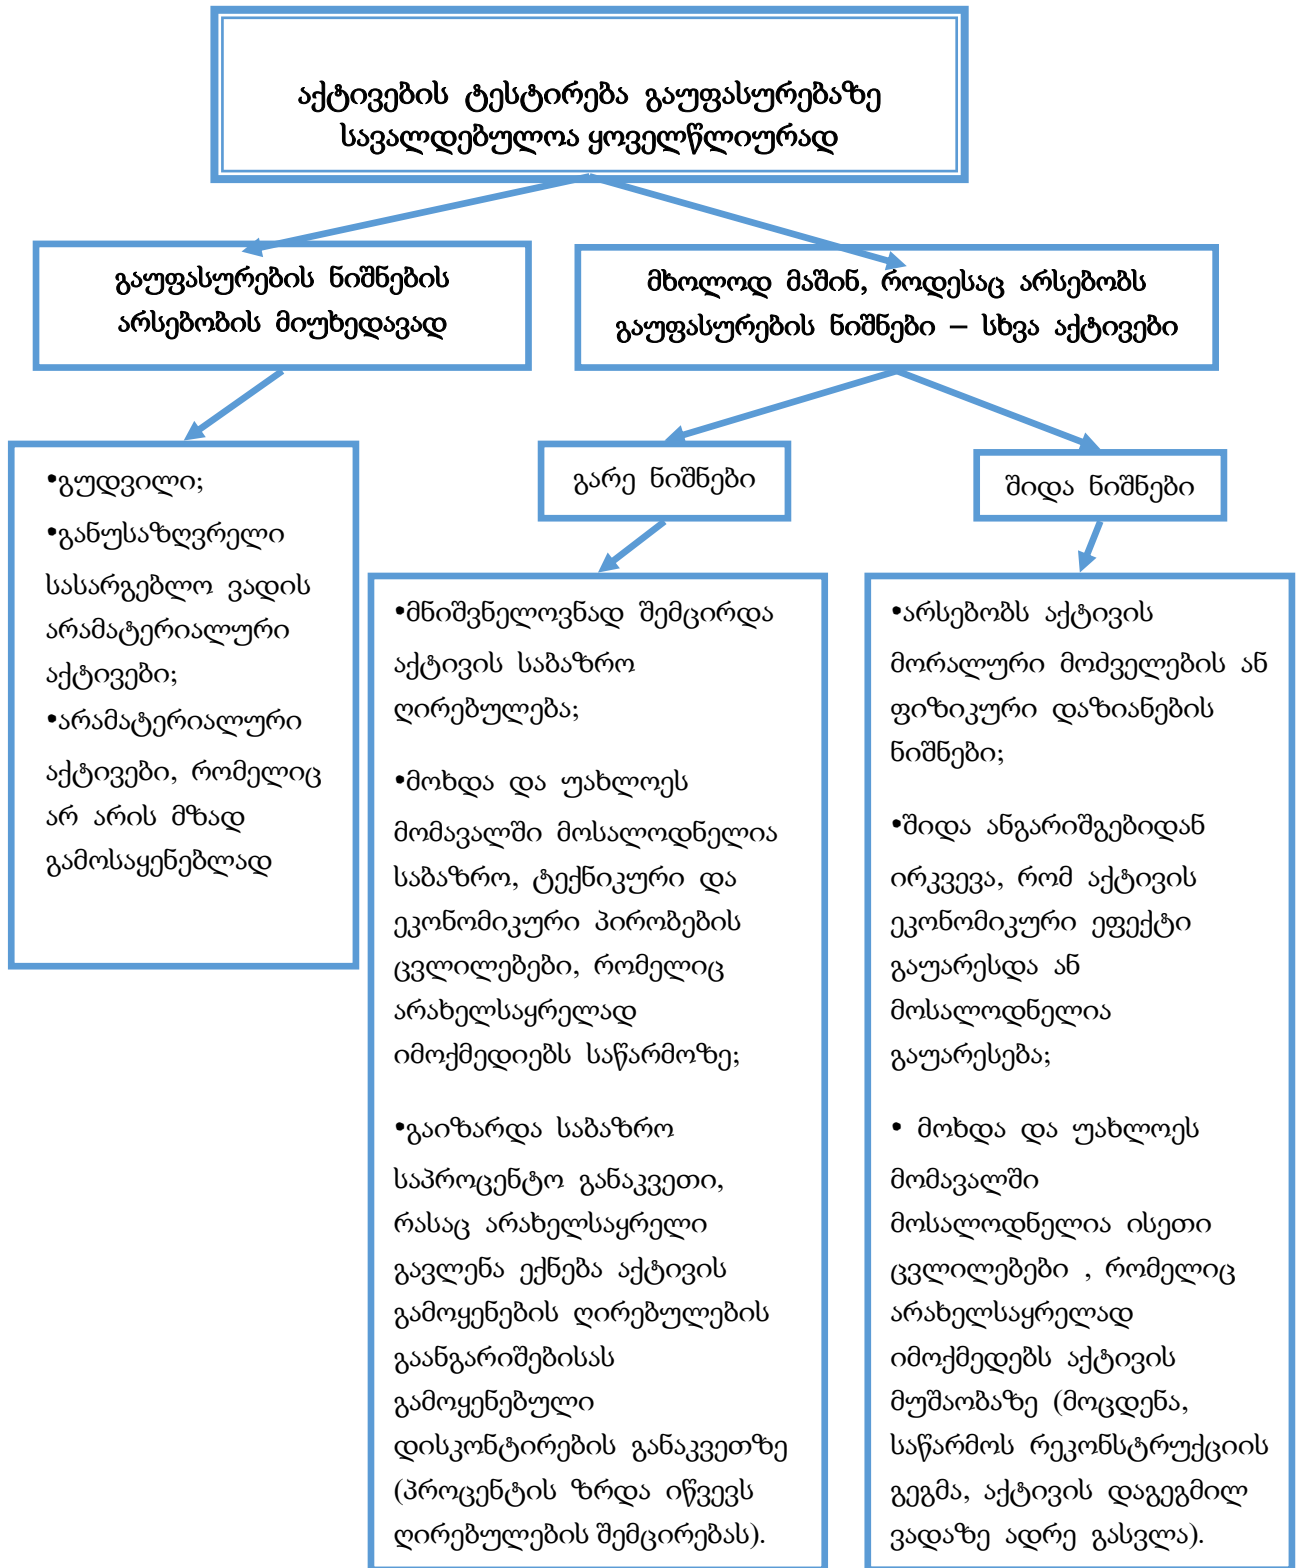 აქტივების ტესტირება გაუფასურებაზე
სავალდებულოა ყოველწლიურად
გაუფასურების ნიშნების
არსებობის მიუხედავად
მხოლოდ მაშინ, როდესაც არსებობს
გაუფასურების ნიშნები – სხვა აქტივები
•გუდვილი;
•განუსაზღვრელი
სასარგებლო ვადის
არამატერიალური
აქტივები;
•არამატერიალური
აქტივები, რომელიც
არ არის მზად
გამოსაყენებლად
გარე ნიშნები
•მნიშვნელოვნად შემცირდა
აქტივის საბაზრო
ღირებულება;
•მოხდა და უახლოეს
მომავალში მოსალოდნელია
საბაზრო, ტექნიკური და
ეკონომიკური პირობების
ცვლილებები, რომელიც
არახელსაყრელად
იმოქმედიებს საწარმოზე;
•გაიზარდა საბაზრო
საპროცენტო განაკვეთი,
რასაც არახელსაყრელი
გავლენა ექნება აქტივის
გამოყენების ღირებულების
გაანგარიშებისას
გამოყენებული
დისკონტირების განაკვეთზე
(პროცენტის ზრდა იწვევს
ღირებულების შემცირებას).
შიდა ნიშნები
•არსებობს აქტივის
მორალური მოძველების ან
ფიზიკური დაზიანების
ნიშნები;
•შიდა ანგარიშგებიდან
ირკვევა, რომ აქტივის
ეკონომიკური ეფექტი
გაუარესდა ან
მოსალოდნელია
გაუარესება;
• მოხდა და უახლოეს
მომავალში
მოსალოდნელია ისეთი
ცვლილებები , რომელიც
არახელსაყრელად
იმოქმედებს აქტივის
მუშაობაზე (მოცდენა,
საწარმოს რეკონსტრუქციის
გეგმა, აქტივის დაგეგმილ
ვადაზე ადრე გასვლა).